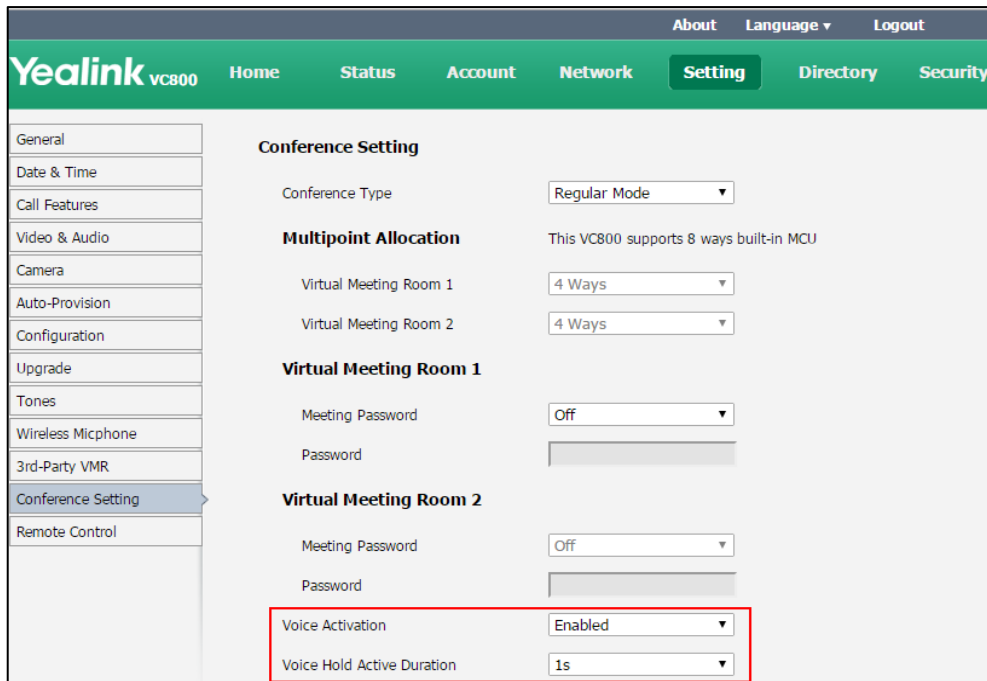 About Language ▾ Logout
Yealink VC800 Home Status Account Network Setting Directory Security
General
Date & Time
Call Features
Video & Audio
Camera
Auto-Provision
Configuration
Upgrade
Tones
Wireless Micphone
3rd-Party VMR
Conference Setting
Remote Control
Conference Setting
Conference Type Regular Mode
Multipoint Allocation This VC800 supports 8 ways built-in MCU
Virtual Meeting Room 1 4 Ways
Virtual Meeting Room 2 4 Ways
Virtual Meeting Room 1
Meeting Password Off
Password
Virtual Meeting Room 2
Meeting Password Off
Password
Voice Activation Enabled
Voice Hold Active Duration 1s